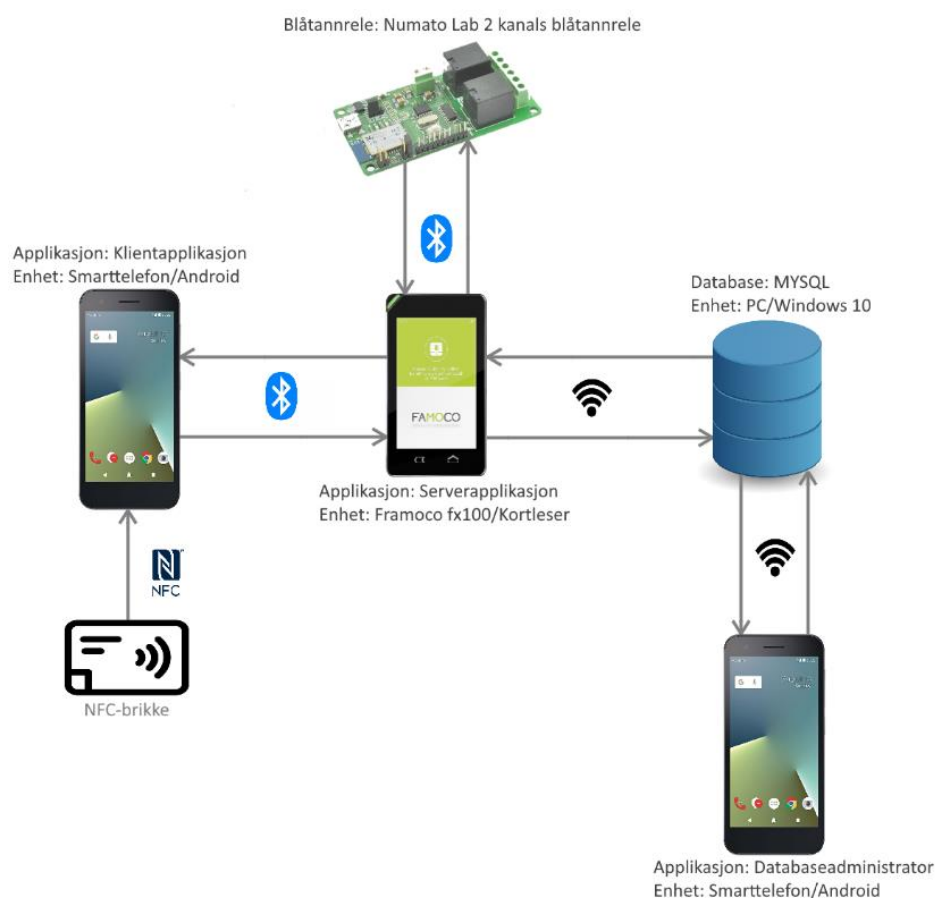 Blåtannrele: Numato Lab 2 kanals blåtannrele
Applikasjon: Klientapplikasjon
Enhet: Smarttelefon/Android
Database: MYSQL
Enhet: PC/Windows 10
FAMOCO
Applikasjon: Serverapplikasjon
Enhet: Framoco fx100/Kortleser
NFC
NFC-brikke
Applikasjon: Databaseadministrator
Enhet: Smarttelefon/Android